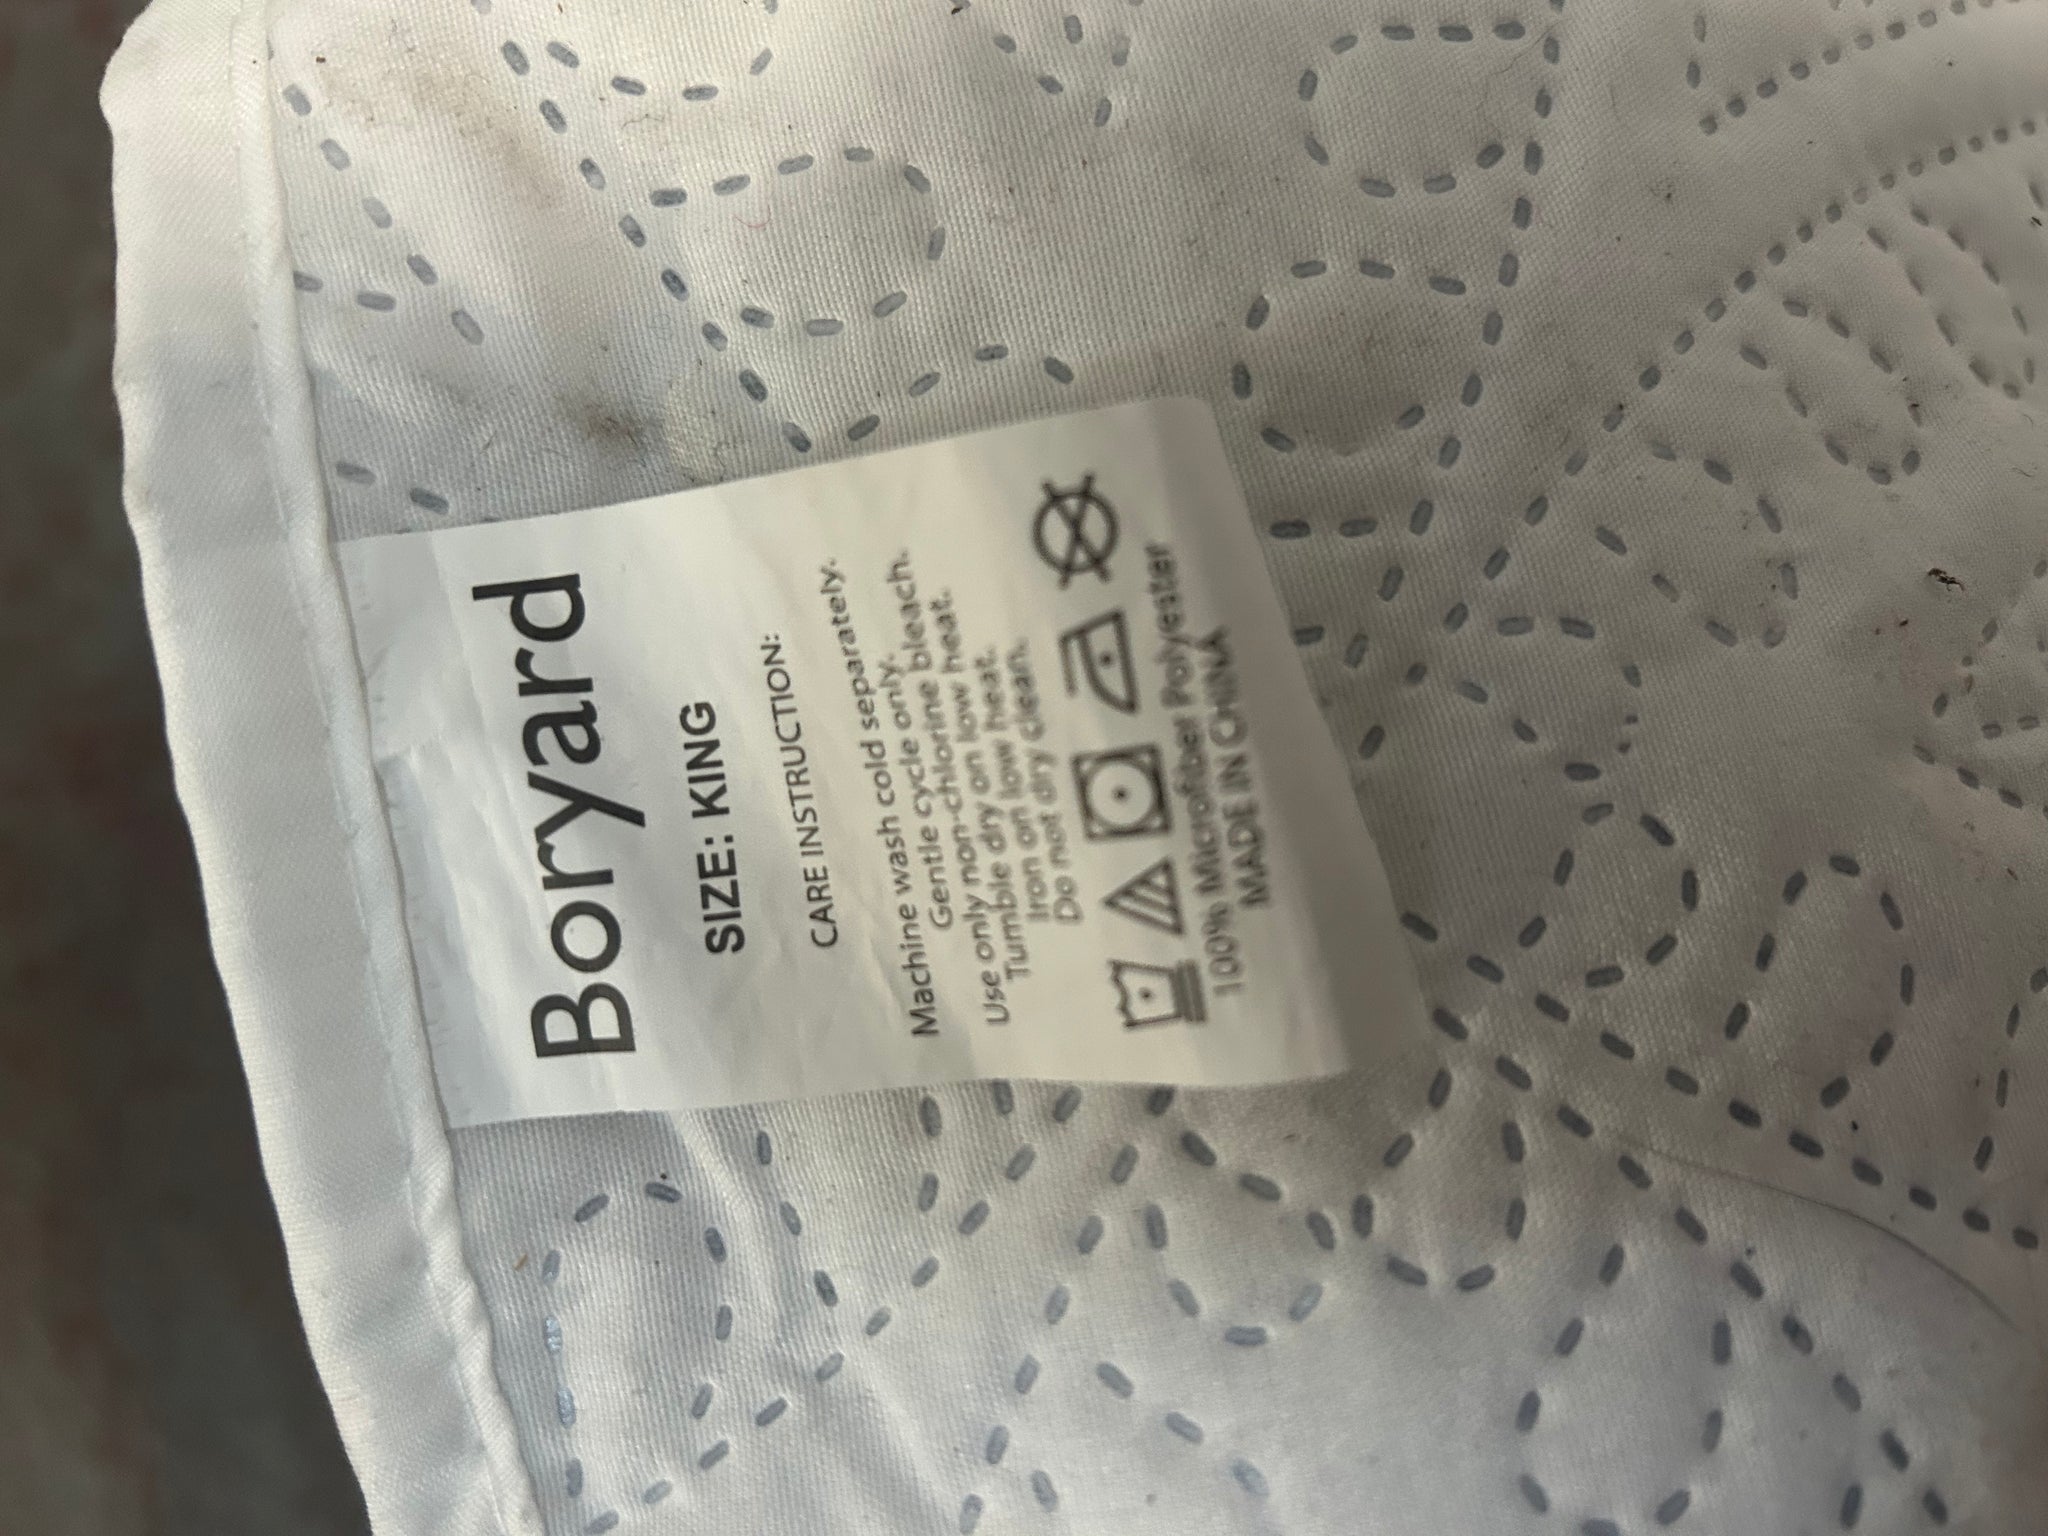 Boryard
SIZE: KING
CARE INSTRUCTION:
Machine wash cold separately.
Gentle cycle only.
Use only non-chlorine bleach.
Tumble dry on low heat.
Iron on low heat.
Do not dry clean.
100% Microfiber Polyester
MADE IN CHINA